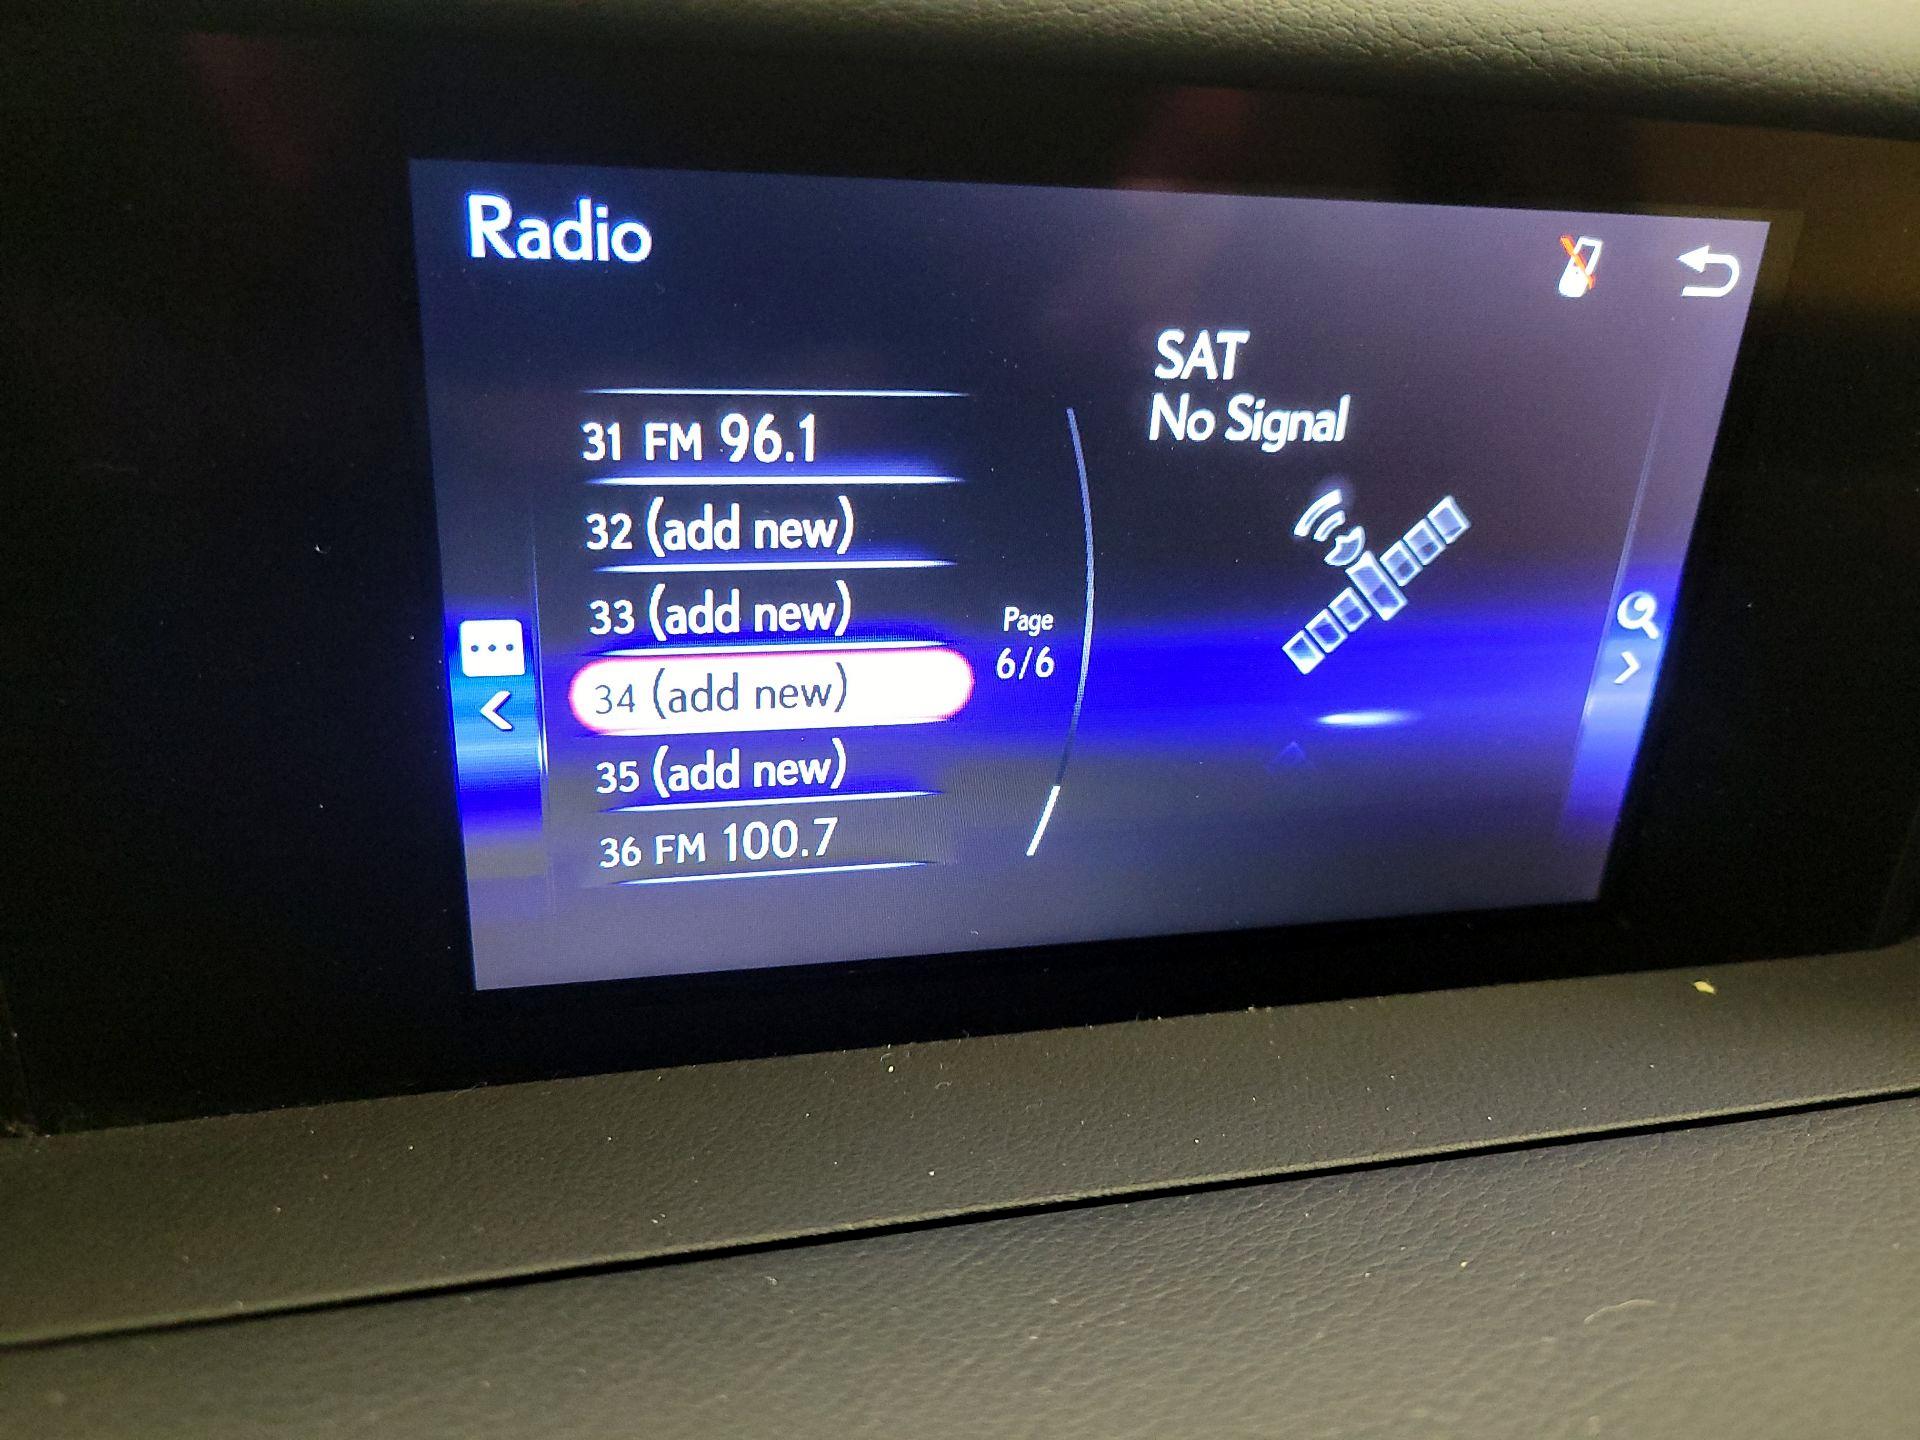 Radio
SAT
No Signal
31 FM 96.1
32 (add new)
33 (add new)
34 (add new)
35 (add new)
36 FM 100.7
Page
6/6